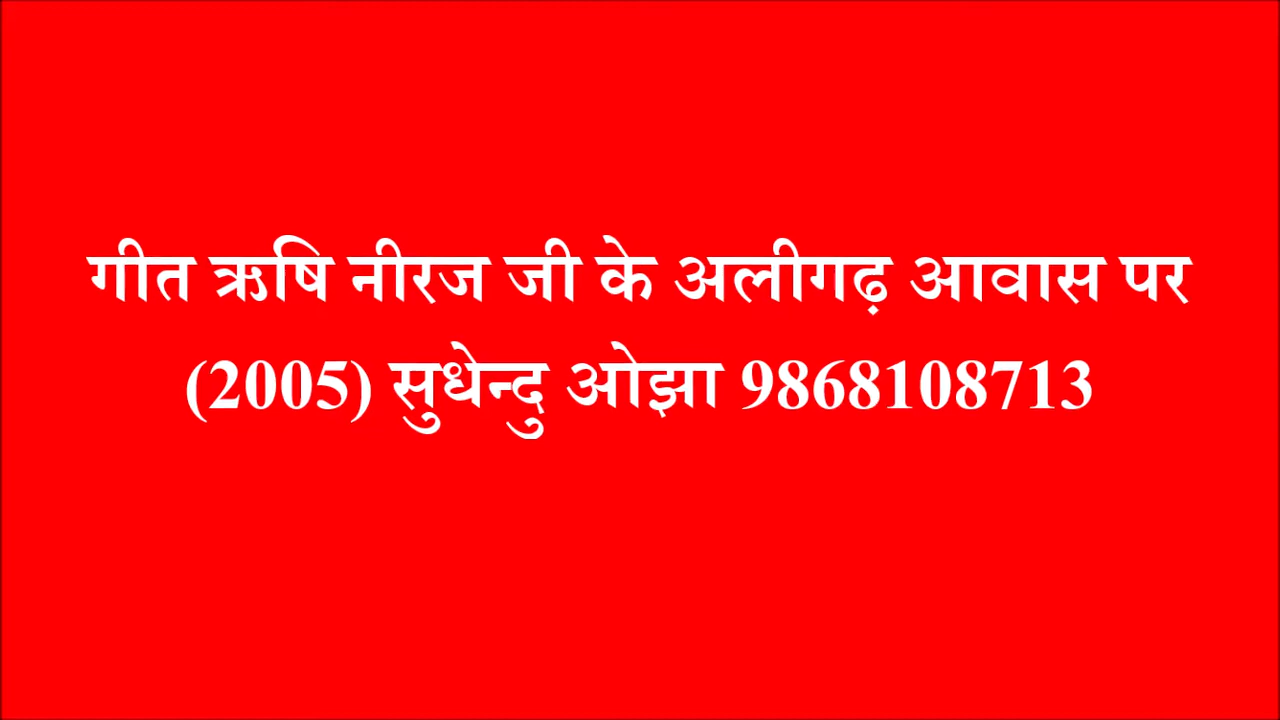 गीत ऋषि नीरज जी के अलीगढ़ आवास पर
(2005) सुधेन्दु ओझा 9868108713